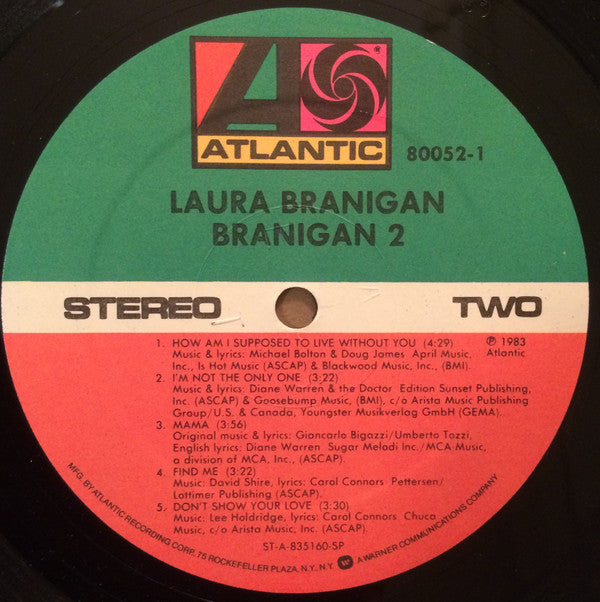 ATLANTIC
80052-1
LAURA BRANIGAN
BRANIGAN 2
STEREO TWO
1. HOW AM I SUPPOSED TO LIVE WITHOUT YOU (4:29)
Music & lyrics: Michael Bolton & Doug James April Music,
Inc., Is Hot Music (ASCAP) & Blackwood Music, Inc., (BMI).
℗ 1983
Atlantic
2. I'M NOT THE ONLY ONE (3:22)
Music & lyrics: Diane Warren & the Doctor Edition Sunset Publishing,
Inc. (ASCAP) & Goosebump Music, (BMI), c/o Arista Music Publishing
Group/U.S. & Canada, Youngster Musikverlag GmbH (GEMA).
3. MAMA (3:56)
Original music & lyrics: Giancarlo Bigazzi/Umberto Tozzi,
English lyrics: Diane Warren Sugar Melodi Inc./MCA Music,
a division of MCA, Inc., (ASCAP).
4. FIND ME (3:22)
Music: David Shire, lyrics: Carol Connors Pettersen/
Lattimer Publishing (ASCAP).
5. DON'T SHOW YOUR LOVE (3:30)
Music: Lee Holdridge, lyrics: Carol Connors Chuca
Music, c/o Arista Music, Inc. (ASCAP).
ST-A-835160-SP
MFG. BY ATLANTIC RECORDING CORP., 75 ROCKEFELLER PLAZA, N.Y., N.Y. A WARNER COMMUNICATIONS COMPANY